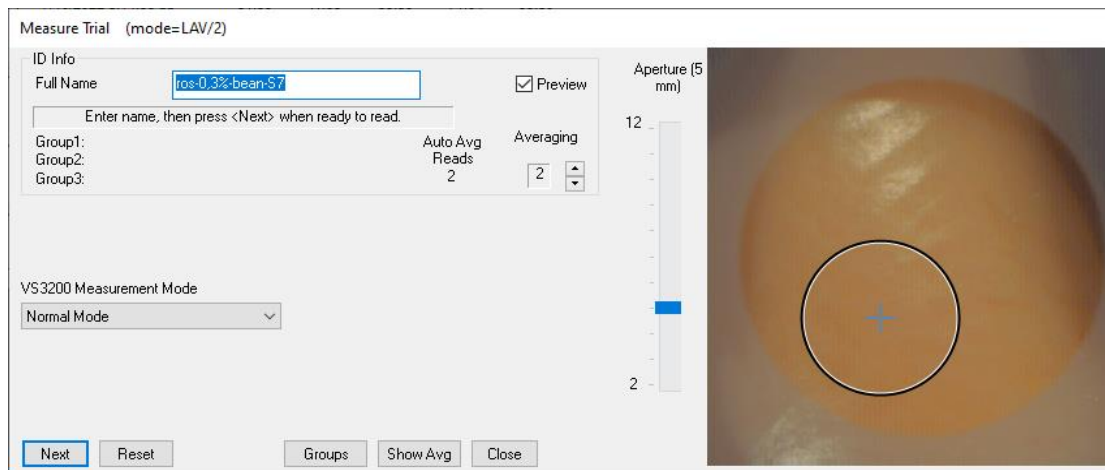 Measure Trial (mode=LAV/2)
ID Info
Full Name
ros-0,3%-bean-S7
Preview
Enter name, then press <Next> when ready to read.
Group1:
Group2:
Group3:
Auto Avg
Reads
2
Averaging
2
VS3200 Measurement Mode
Normal Mode
Next
Reset
Groups
Show Avg
Close
Aperture (5
mm)
12
2